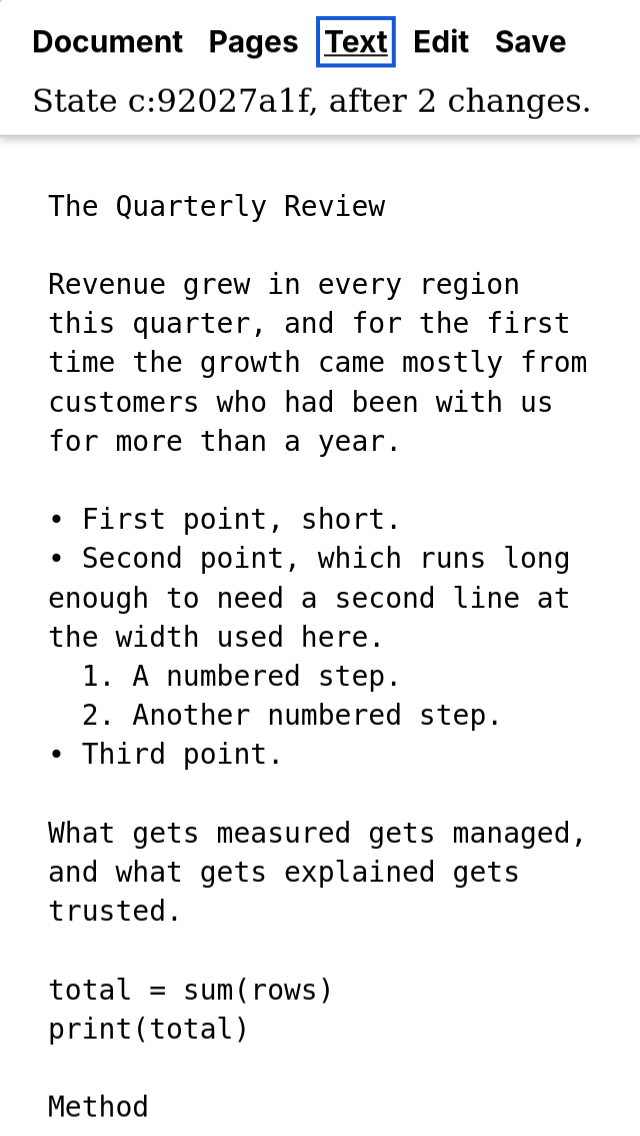 Document Pages Text Edit Save
State c:92027a1f, after 2 changes.
The Quarterly Review
Revenue grew in every region
this quarter, and for the first
time the growth came mostly from
customers who had been with us
for more than a year.
• First point, short.
• Second point, which runs long
enough to need a second line at
the width used here.
1. A numbered step.
2. Another numbered step.
• Third point.
What gets measured gets managed,
and what gets explained gets
trusted.
total = sum(rows)
print(total)
Method